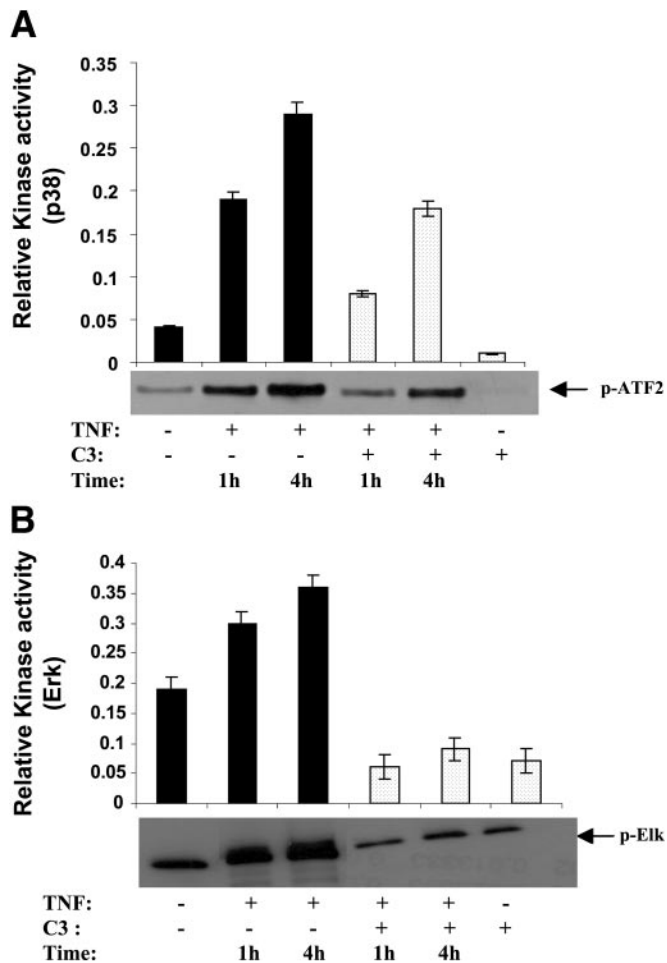 A
Relative Kinase activity
(p38)
0.35
0.3
0.25
0.2
0.15
0.1
0.05
0
p-ATF2
TNF: - + + + + -
C3: - - - + + +
Time: 1h 4h 1h 4h
B
Relative Kinase activity
(Erk)
0.4
0.35
0.3
0.25
0.2
0.15
0.1
0.05
0
p-Elk
TNF: - + + + + -
C3 : - - - + + +
Time: 1h 4h 1h 4h